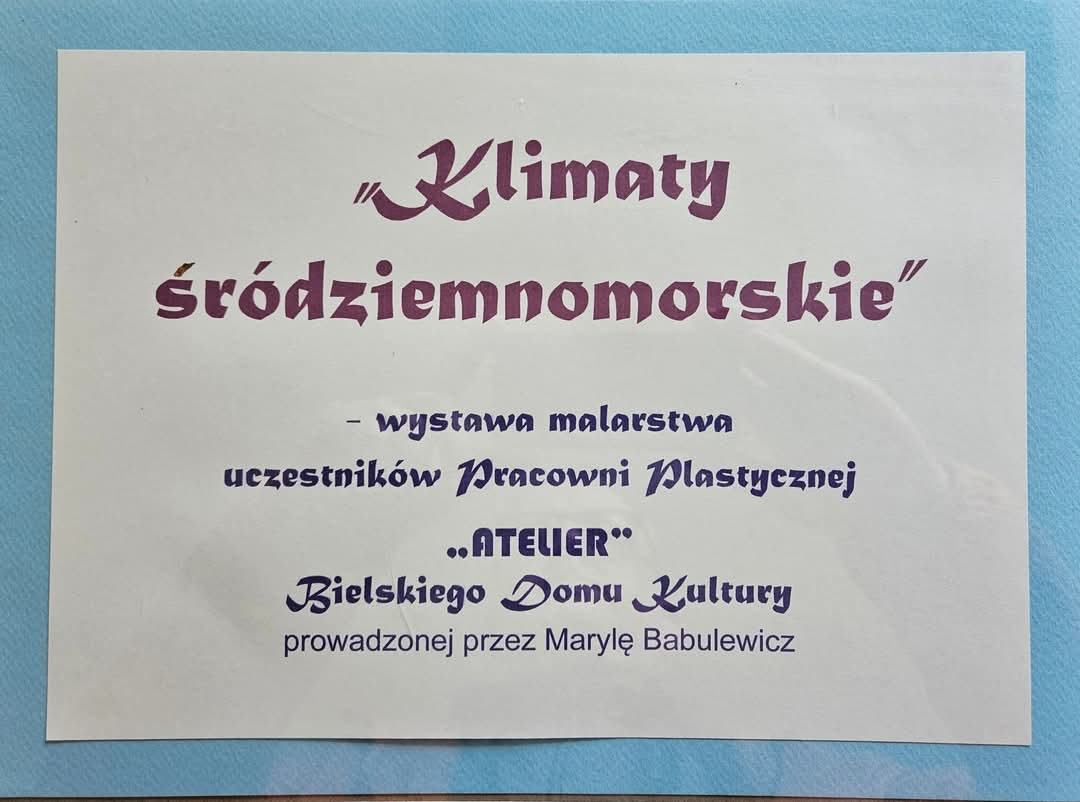 „Klimaty
śródziemnomorskie”
– wystawa malarstwa
uczestników Pracowni Plastycznej
„ATELIER”
Bielskiego Domu Kultury
prowadzonej przez Marylę Babulewicz